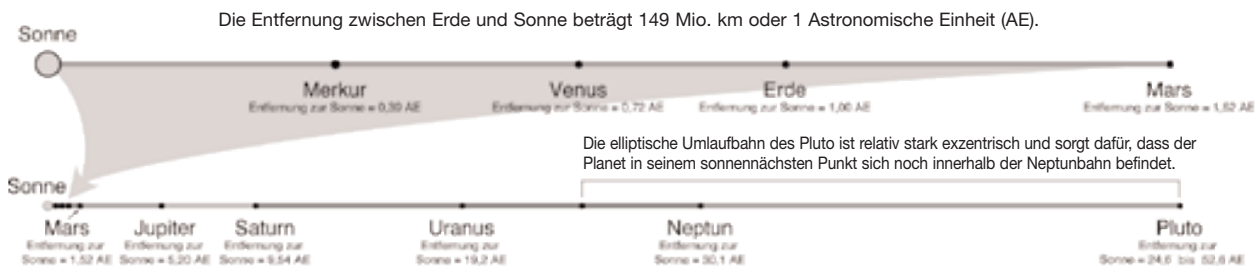 Die Entfernung zwischen Erde und Sonne beträgt 149 Mio. km oder 1 Astronomische Einheit (AE).
Sonne
Merkur
Entfernung zur Sonne = 0,39 AE
Venus
Entfernung zur Sonne = 0,72 AE
Erde
Entfernung zur Sonne = 1,00 AE
Mars
Entfernung zur Sonne = 1,52 AE
Die elliptische Umlaufbahn des Pluto ist relativ stark exzentrisch und sorgt dafür, dass der
Planet in seinem sonnennächsten Punkt sich noch innerhalb der Neptunbahn befindet.
Sonne
Mars
Entfernung zur
Sonne = 1,52 AE
Jupiter
Entfernung zur
Sonne = 5,20 AE
Saturn
Entfernung zur
Sonne = 9,54 AE
Uranus
Entfernung zur
Sonne = 19,2 AE
Neptun
Entfernung zur
Sonne = 30,1 AE
Pluto
Entfernung zur
Sonne = 24,6 bis 52,6 AE